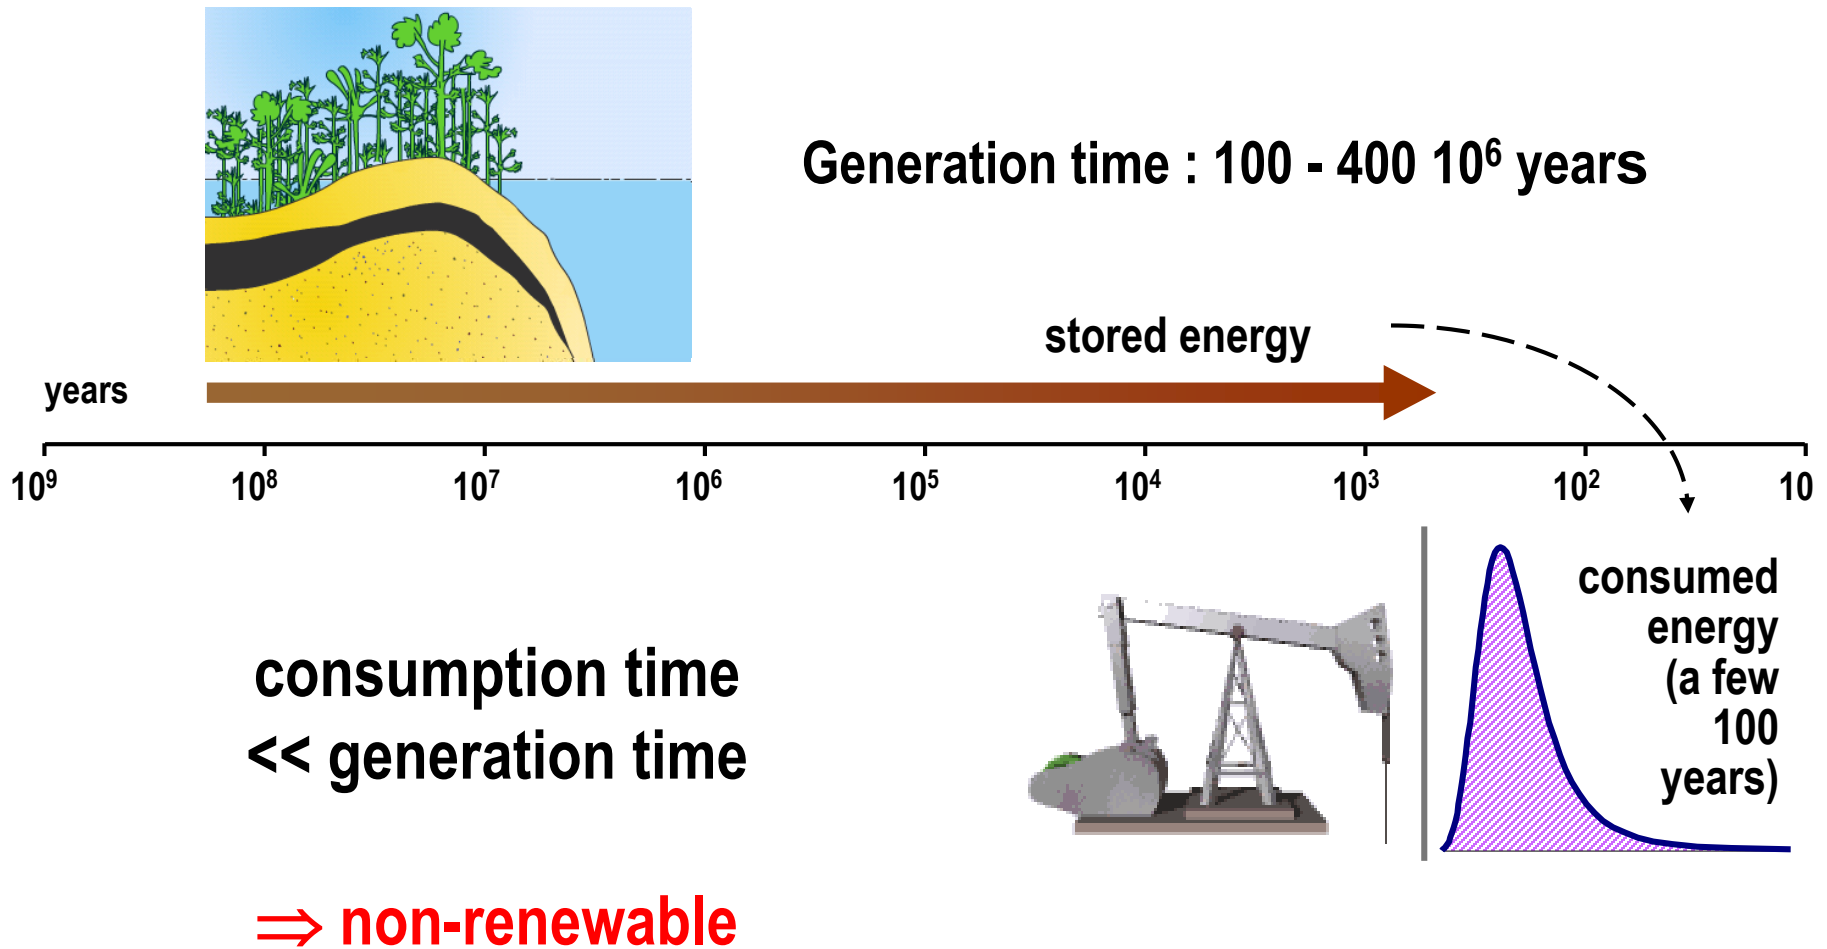 Generation time : 100 - 400 10⁶ years
stored energy
years
10⁹ 10⁸ 10⁷ 10⁶ 10⁵ 10⁴ 10³ 10² 10
consumed
energy
(a few
100
years)
consumption time
<< generation time
⇒ non-renewable